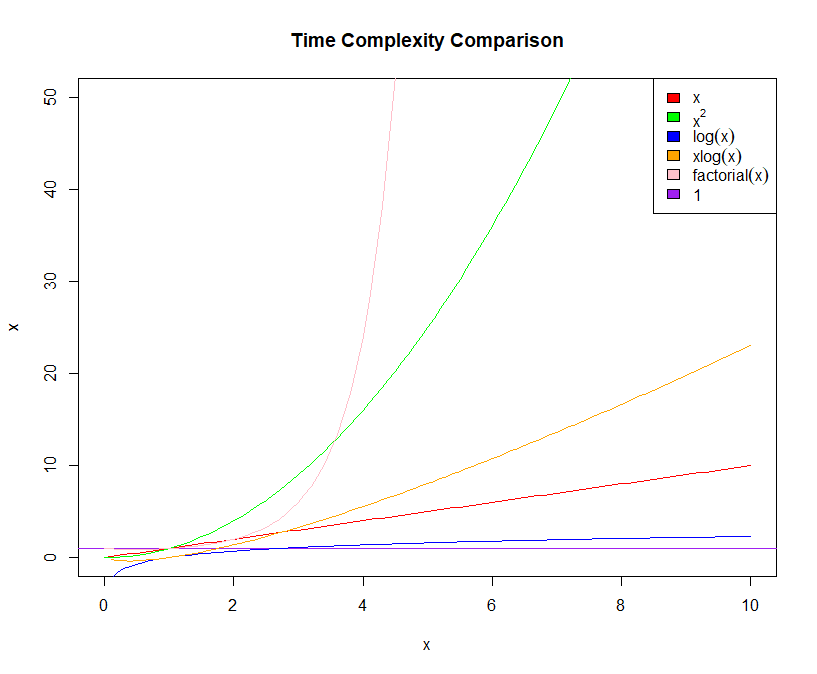 Time Complexity Comparison
x
x²
log(x)
xlog(x)
factorial(x)
1
50
40
30
20
10
0
x
0 2 4 6 8 10
x